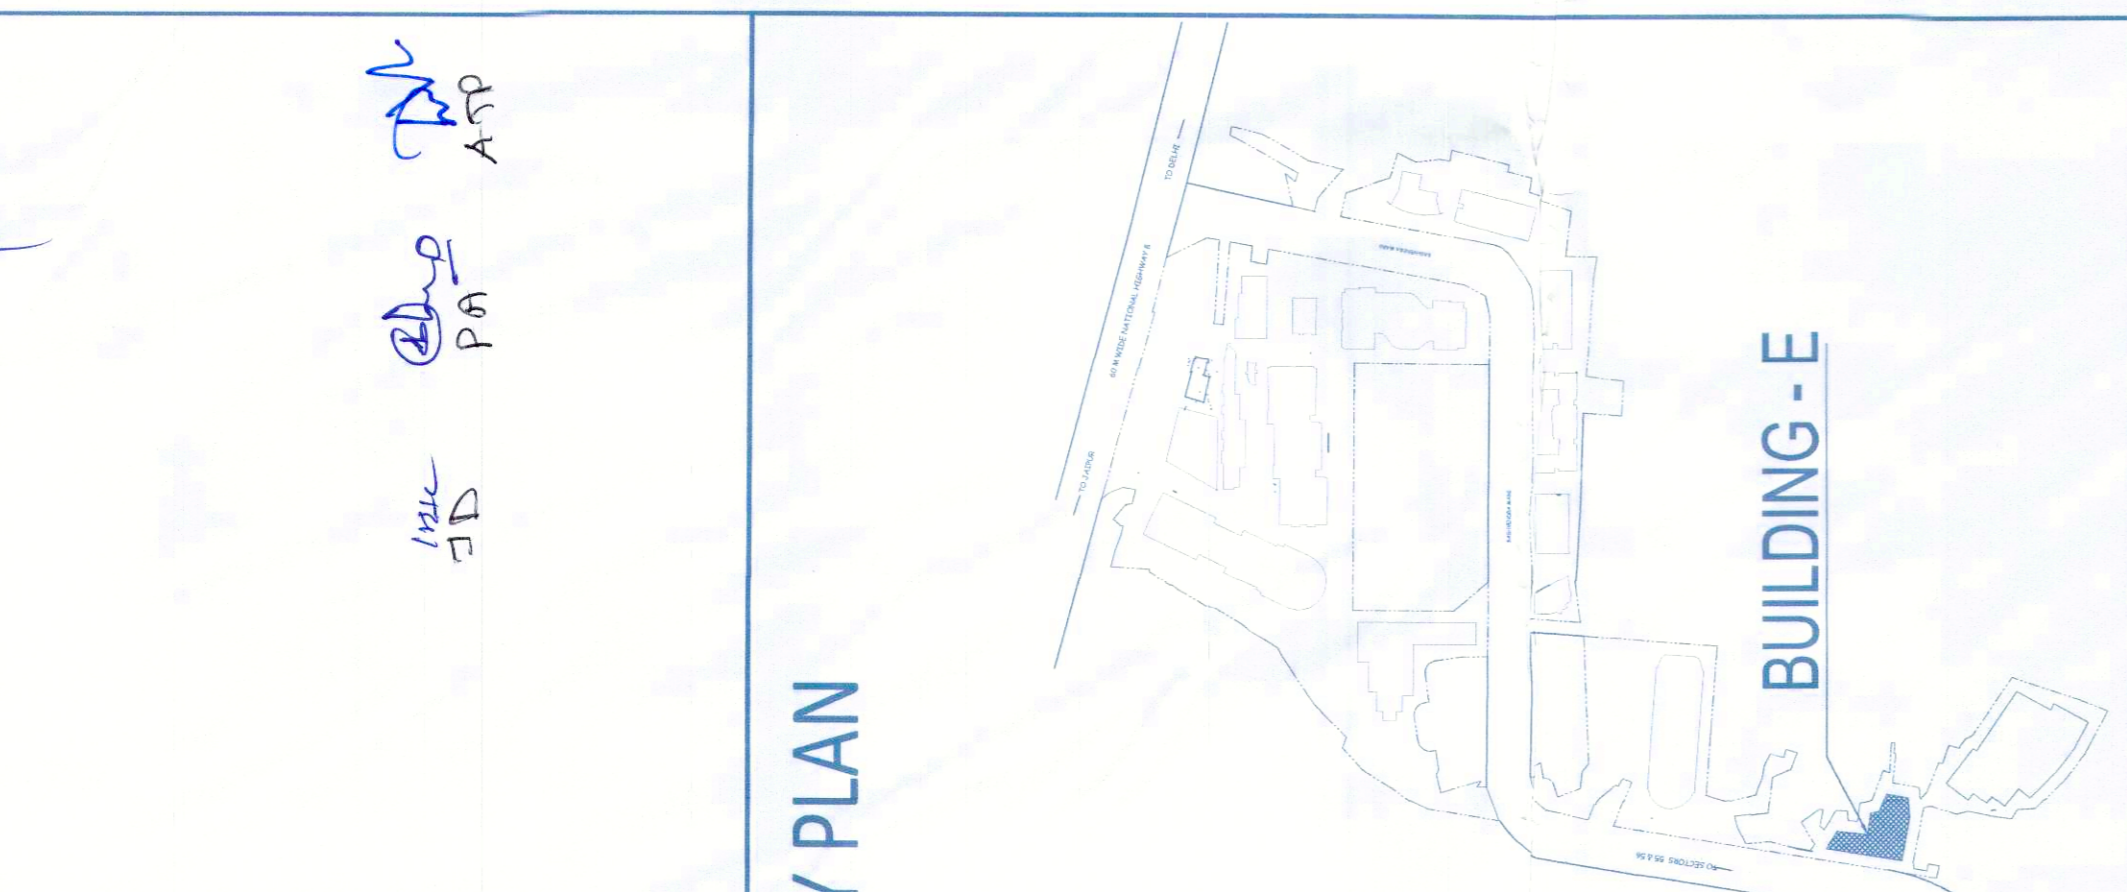 ATP
PA
JD
Y PLAN
TO DELHI
60 M WIDE NATIONAL HIGHWAY 8
TO JAIPUR
BUILDING - E
TO SECTORS 55 & 56